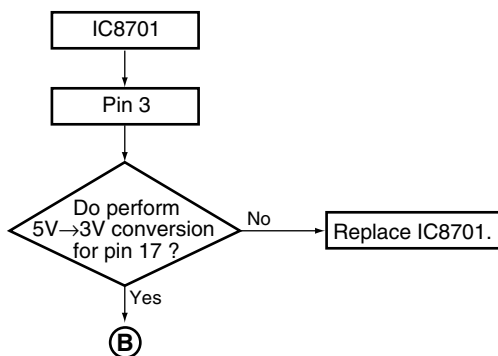 IC8701
Pin 3
Do perform
5V→3V conversion
for pin 17 ?
No
Replace IC8701.
Yes
B